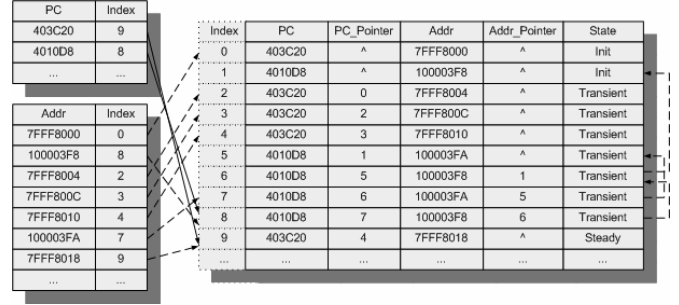 PC Index
403C20 9
4010D8 8
... ...
Addr Index
7FFF8000 0
100003F8 8
7FFF8004 2
7FFF800C 3
7FFF8010 4
100003FA 7
7FFF8018 9
... ...
Index PC PC_Pointer Addr Addr_Pointer State
0 403C20 ^ 7FFF8000 ^ Init
1 4010D8 ^ 100003F8 ^ Init
2 403C20 0 7FFF8004 ^ Transient
3 403C20 2 7FFF800C ^ Transient
4 403C20 3 7FFF8010 ^ Transient
5 4010D8 1 100003FA ^ Transient
6 4010D8 5 100003F8 1 Transient
7 4010D8 6 100003FA 5 Transient
8 4010D8 7 100003F8 6 Transient
9 403C20 4 7FFF8018 ^ Steady
... ... ... ... ... ...